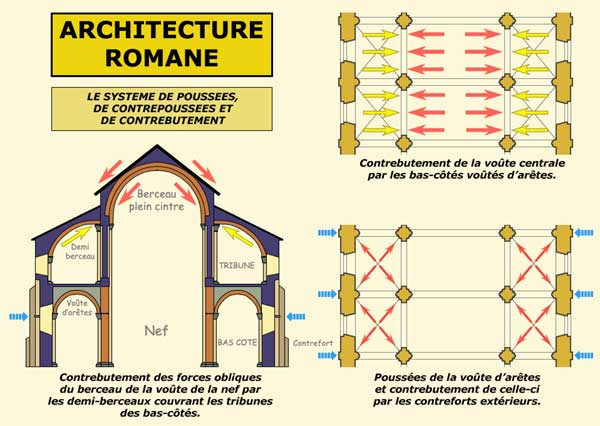 ARCHITECTURE
ROMANE
LE SYSTEME DE POUSSEES,
DE CONTREPOUSSEES ET
DE CONTREBUTEMENT
Contrebutement de la voûte centrale
par les bas-côtés voûtés d’arêtes.
Berceau
plein cintre
Demi
berceau
TRIBUNE
Voûte
d'arêtes
Nef
BAS COTE
Contrefort
Contrebutement des forces obliques
du berceau de la voûte de la nef par
les demi-berceaux couvrant les tribunes
des bas-côtés.
Poussées de la voûte d’arêtes
et contrebutement de celle-ci
par les contreforts extérieurs.